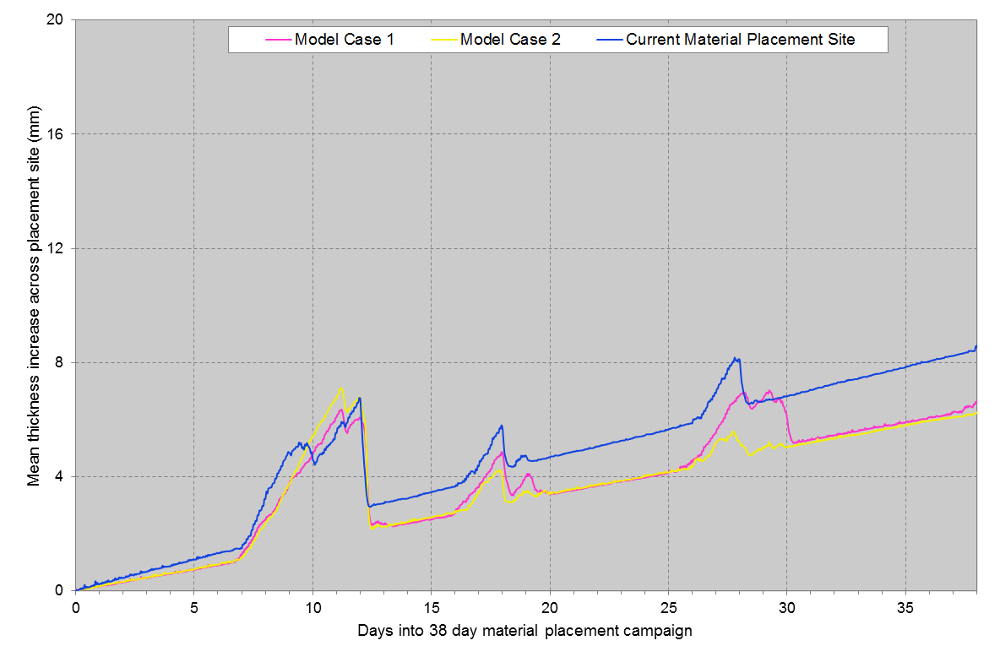 Model Case 1 Model Case 2 Current Material Placement Site
Mean thickness increase across placement site (mm)
20
16
12
8
4
0
0 5 10 15 20 25 30 35
Days into 38 day material placement campaign